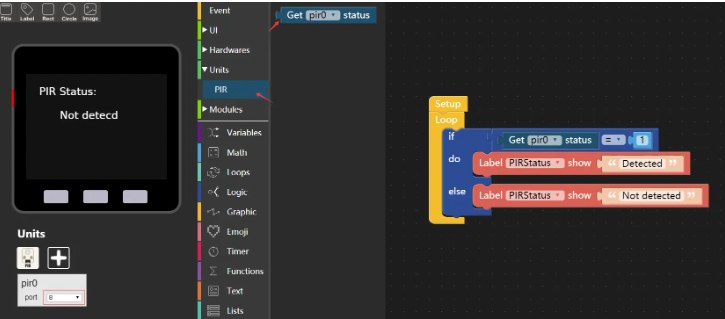 Title Label Rect Circle Image
PIR Status:
Not detecd
Units
PIR
pir0
port B
Event
UI
Hardwares
Units
PIR
Modules
Variables
Math
Loops
Logic
Graphic
Emoji
Timer
Functions
Text
Lists
Get pir0 status
Setup
Loop
if Get pir0 status = 1
do Label PIRStatus show “ Detected ”
else Label PIRStatus show “ Not detected ”